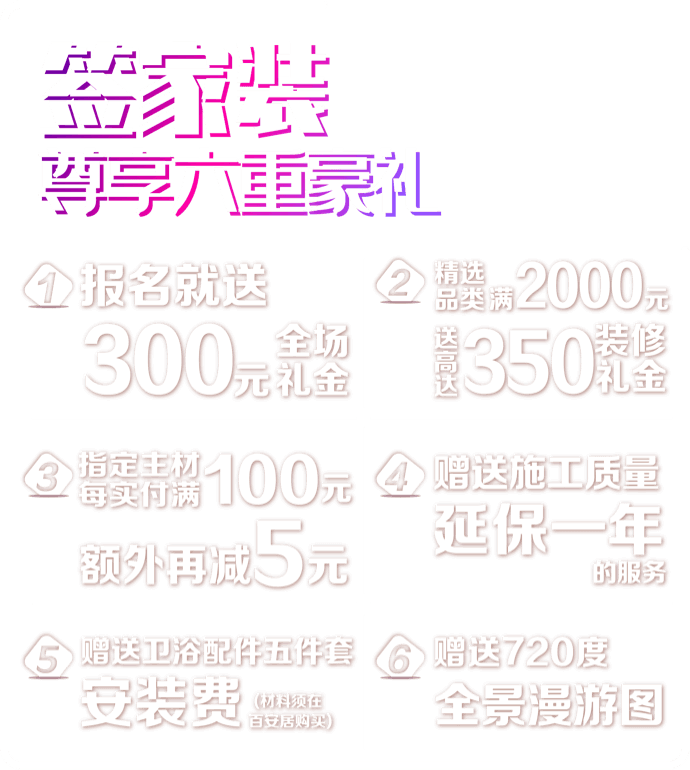 签家装
尊享六重豪礼
1 报名就送
300元 全场礼金
2 精选品类 满2000元
送高达350 装修礼金
3 指定主材
每实付满100元
额外再减5元
4 赠送施工质量
延保一年
的服务
5 赠送卫浴配件五件套
安装费 (材料须在
百安居购买)
6 赠送720度
全景漫游图